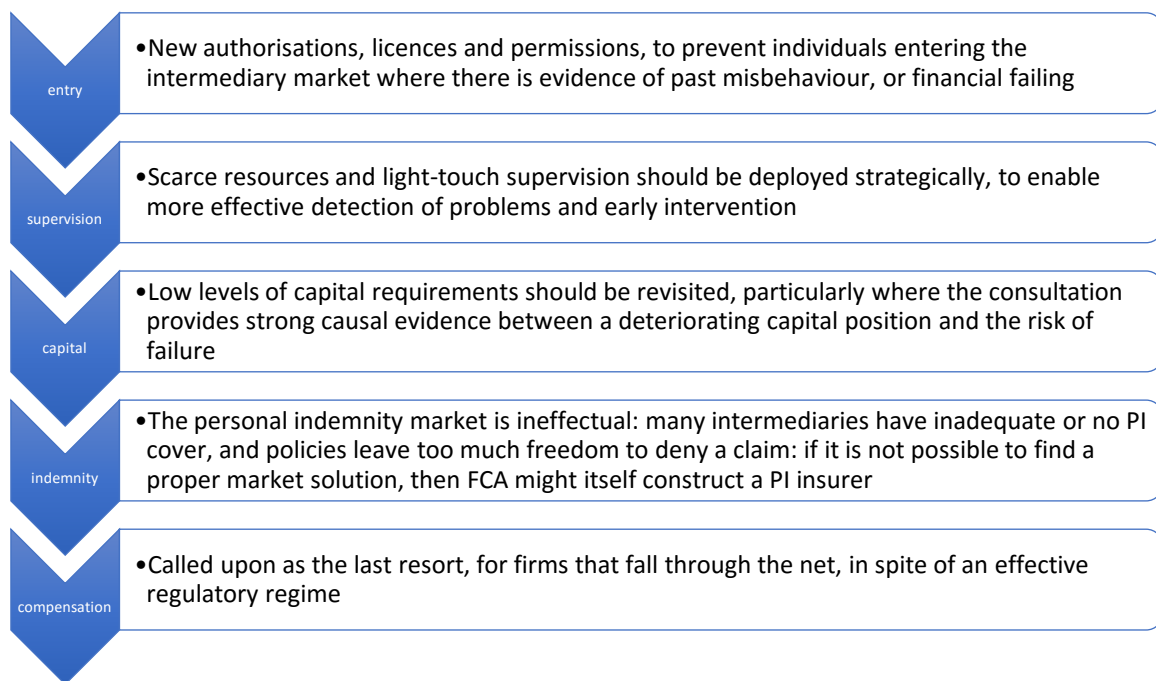 entry
•New authorisations, licences and permissions, to prevent individuals entering the
intermediary market where there is evidence of past misbehaviour, or financial failing
supervision
•Scarce resources and light-touch supervision should be deployed strategically, to enable
more effective detection of problems and early intervention
capital
•Low levels of capital requirements should be revisited, particularly where the consultation
provides strong causal evidence between a deteriorating capital position and the risk of
failure
indemnity
•The personal indemnity market is ineffectual: many intermediaries have inadequate or no PI
cover, and policies leave too much freedom to deny a claim: if it is not possible to find a
proper market solution, then FCA might itself construct a PI insurer
compensation
•Called upon as the last resort, for firms that fall through the net, in spite of an effective
regulatory regime